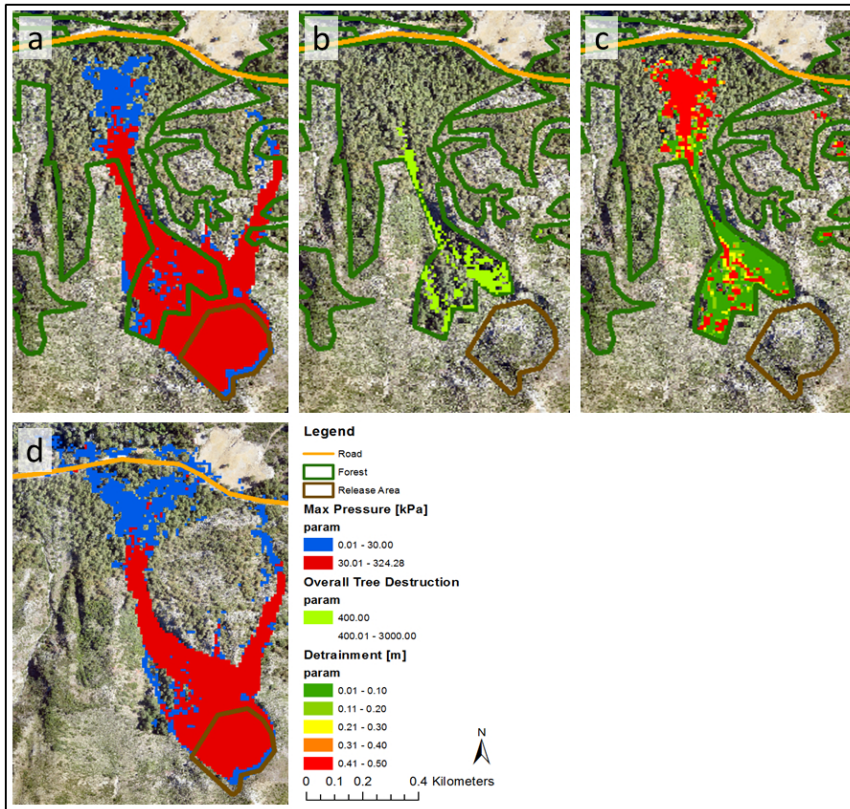 a
b
c
d
Legend
Road
Forest
Release Area
Max Pressure [kPa]
param
0.01 - 30.00
30.01 - 324.28
Overall Tree Destruction
param
400.00
400.01 - 3000.00
Detrainment [m]
param
0.01 - 0.10
0.11 - 0.20
0.21 - 0.30
0.31 - 0.40
0.41 - 0.50
N
0 0.1 0.2 0.4 Kilometers